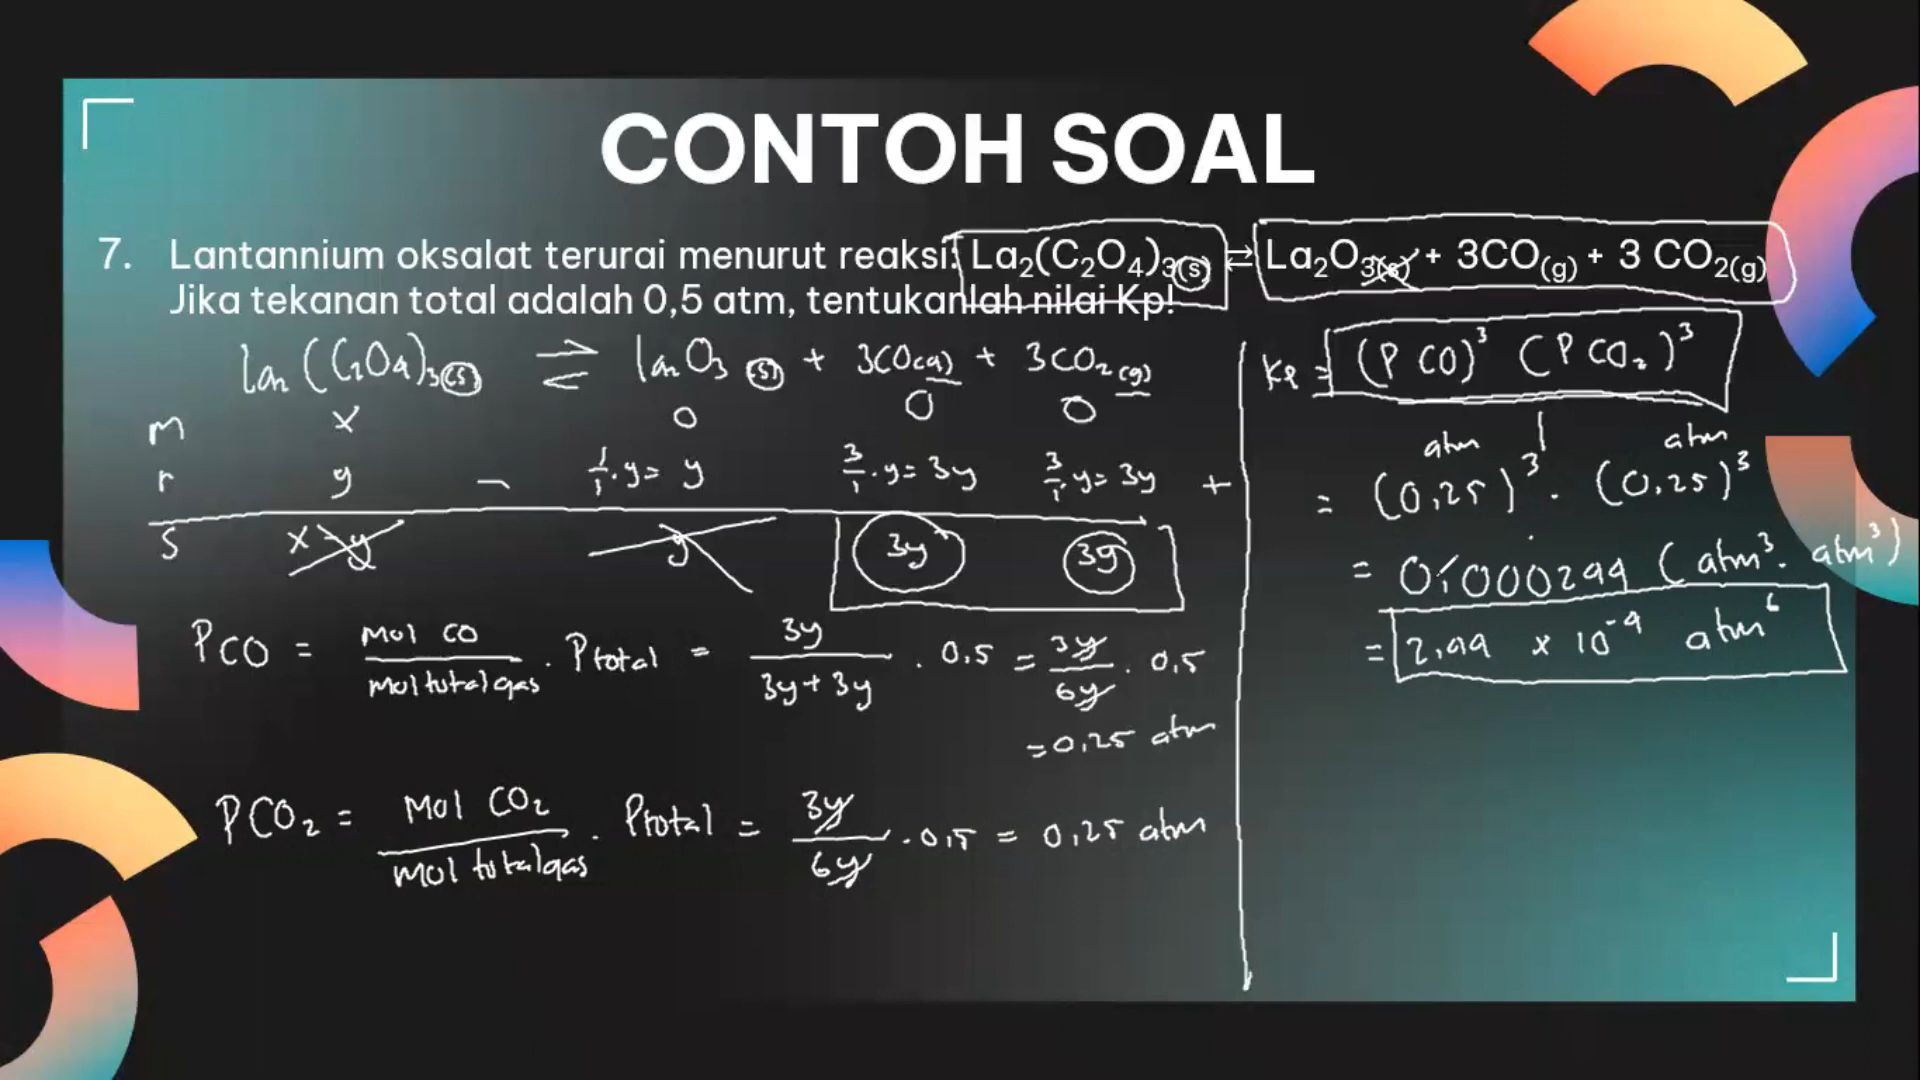 CONTOH SOAL
7. Lantannium oksalat terurai menurut reaksi: La₂(C₂O₄)₃(s) ⇄ La₂O₃(s) + 3CO(g) + 3 CO₂(g)
Jika tekanan total adalah 0,5 atm, tentukanlah nilai Kp!
La₂(C₂O₄)₃(s) ⇌ La₂O₃(s) + 3CO(g) + 3CO₂(g)
m x 0 0 0
r y - 1/1 . y = y 3/1 . y = 3y 3/1 . y = 3y +
S x-y y 3y 3y
PCO = mol CO / mol total gas . Ptotal = 3y / 3y + 3y . 0,5 = 3y / 6y . 0,5
= 0,25 atm
PCO₂ = Mol CO₂ / mol total gas . Ptotal = 3y / 6y . 0,5 = 0,25 atm
Kp = (P CO)³ (P CO₂)³
atm atm
= (0,25)³ . (0,25)³
= 0,000244 (atm³ . atm³)
= 2,44 x 10⁻⁴ atm⁶